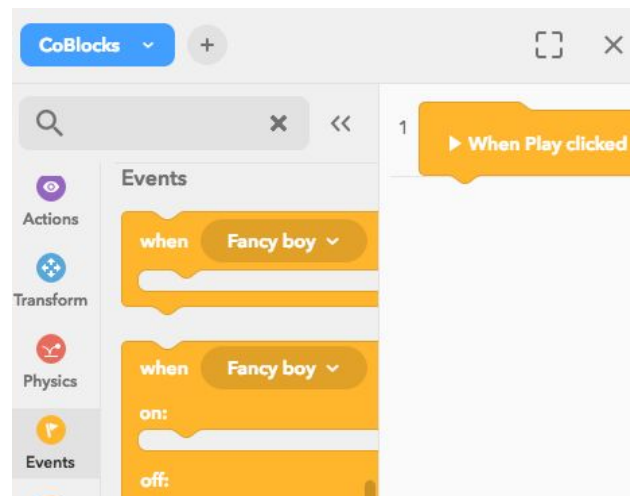 CoBlocks
+
1
When Play clicked
Events
Actions
when Fancy boy
Transform
Physics
when Fancy boy
on:
Events
off: